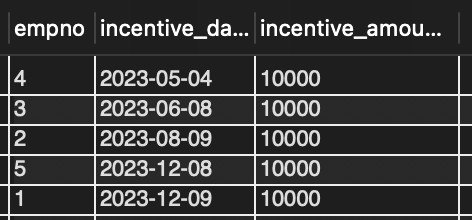 empno incentive_da... incentive_amou...
4 2023-05-04 10000
3 2023-06-08 10000
2 2023-08-09 10000
5 2023-12-08 10000
1 2023-12-09 10000